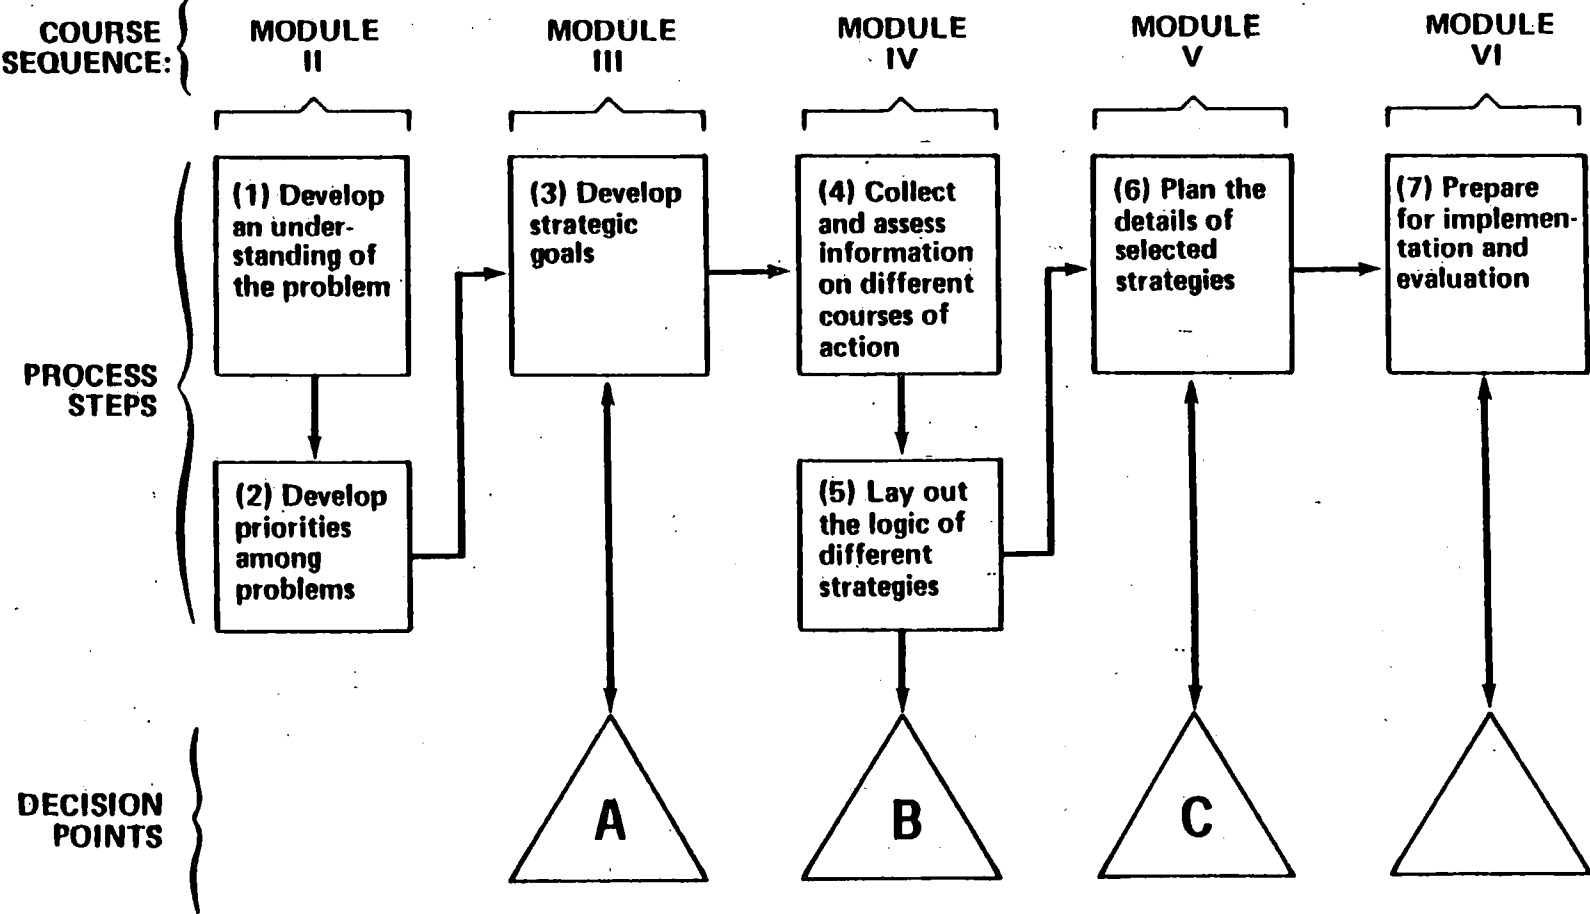 COURSE
SEQUENCE:
MODULE
II
MODULE
III
MODULE
IV
MODULE
V
MODULE
VI
PROCESS
STEPS
(1) Develop
an under-
standing of
the problem
(2) Develop
priorities
among
problems
(3) Develop
strategic
goals
(4) Collect
and assess
information
on different
courses of
action
(5) Lay out
the logic of
different
strategies
(6) Plan the
details of
selected
strategies
(7) Prepare
for implemen-
tation and
evaluation
DECISION
POINTS
A
B
C